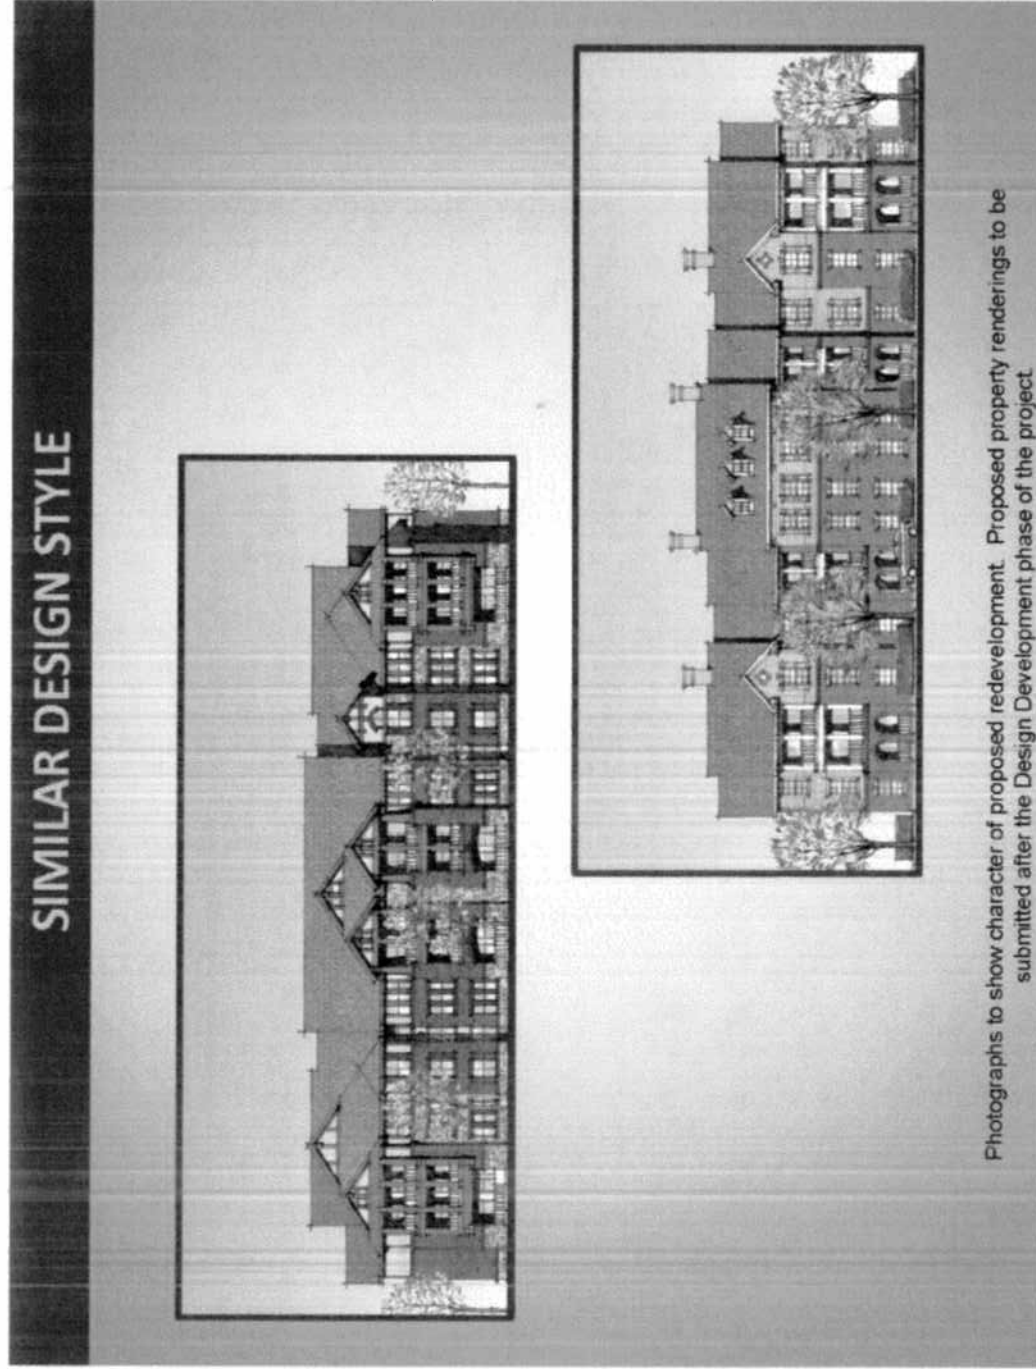 SIMILAR DESIGN STYLE
Photographs to show character of proposed redevelopment. Proposed property renderings to be
submitted after the Design Development phase of the project.